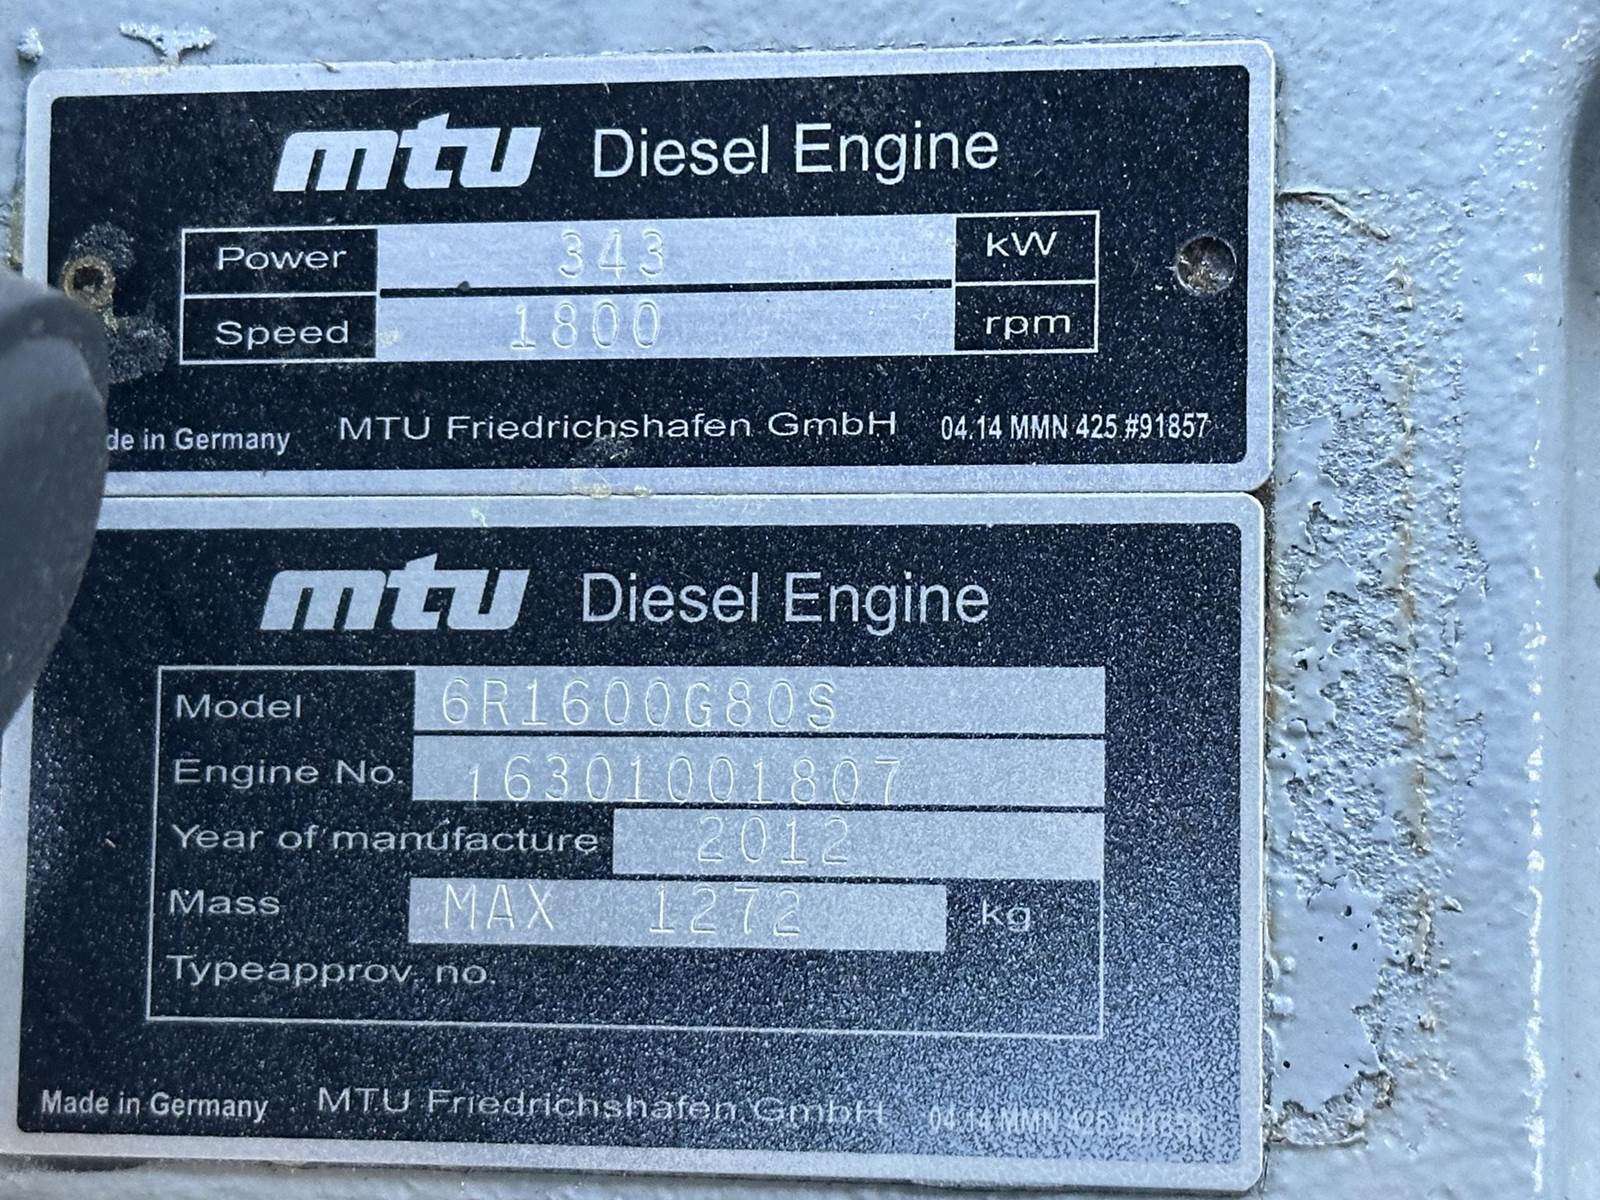 mtu Diesel Engine
Power 343 kW
Speed 1800 rpm
de in Germany MTU Friedrichshafen GmbH 04.14 MMN 425 #91857
mtu Diesel Engine
Model 6R1600G80S
Engine No. 16301001807
Year of manufacture 2012
Mass MAX 1272 kg
Typeapprov. no.
Made in Germany MTU Friedrichshafen GmbH 04.14 MMN